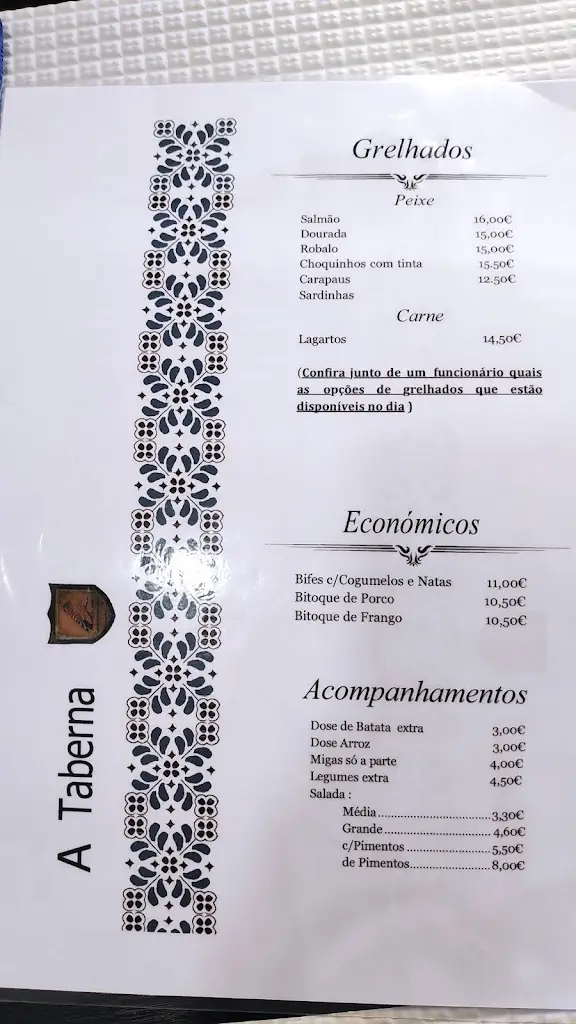 Grelhados
Peixe
Salmão 16,00€
Dourada 15,00€
Robalo 15,00€
Choquinhos com tinta 15.50€
Carapaus 12.50€
Sardinhas
Carne
Lagartos 14,50€
(Confira junto de um funcionário quais
as opções de grelhados que estão
disponíveis no dia )
Económicos
Bifes c/Cogumelos e Natas 11,00€
Bitoque de Porco 10,50€
Bitoque de Frango 10,50€
Acompanhamentos
Dose de Batata extra 3,00€
Dose Arroz 3,00€
Migas só a parte 4,00€
Legumes extra 4,50€
Salada :
Média................................3,30€
Grande..............................4,60€
c/Pimentos........................5,50€
de Pimentos.......................8,00€
A Taberna